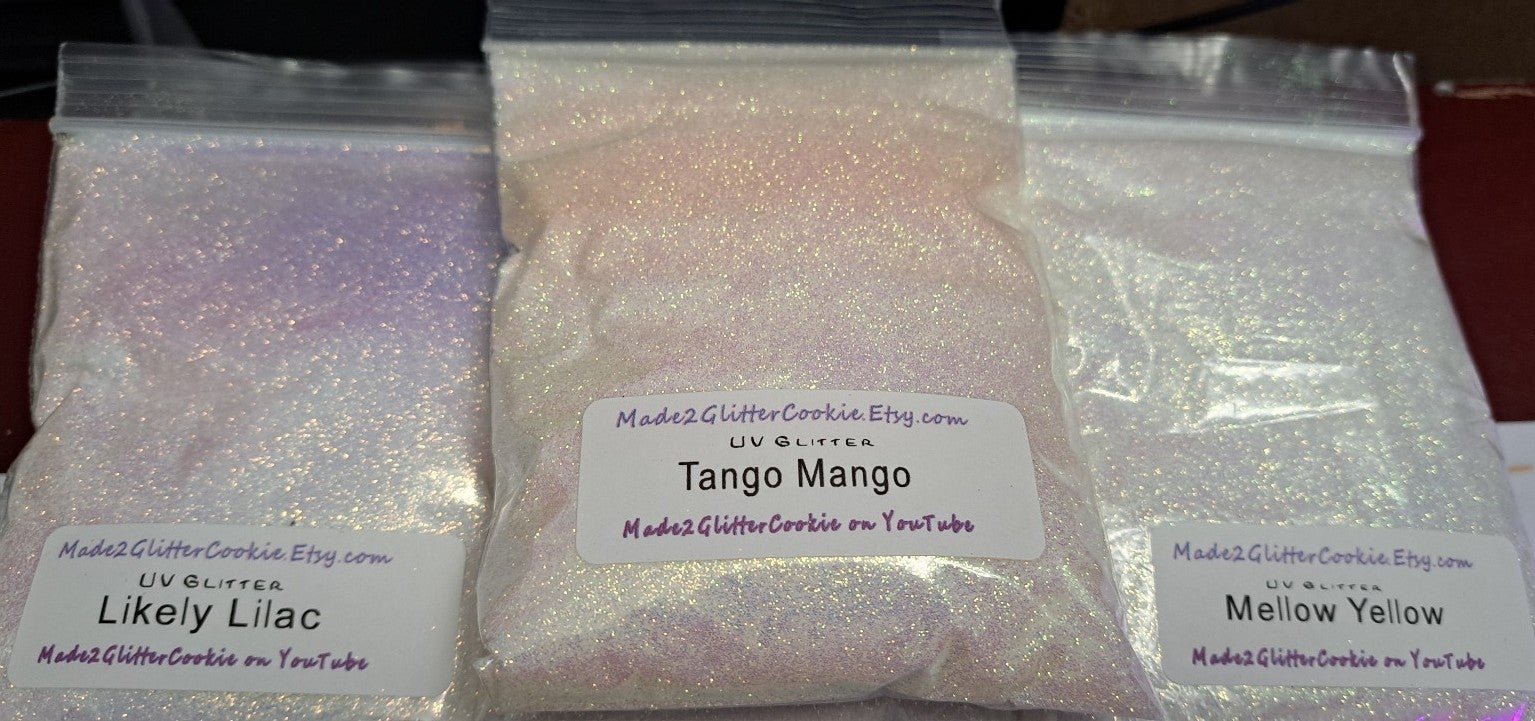 Made2GlitterCookie.Etsy.com
UV GLITTER
Likely Lilac
Made2GlitterCookie on YouTube
Made2GlitterCookie.Etsy.com
UV GLITTER
Tango Mango
Made2GlitterCookie on YouTube
Made2GlitterCookie.Etsy.com
UV GLITTER
Mellow Yellow
Made2GlitterCookie on YouTube